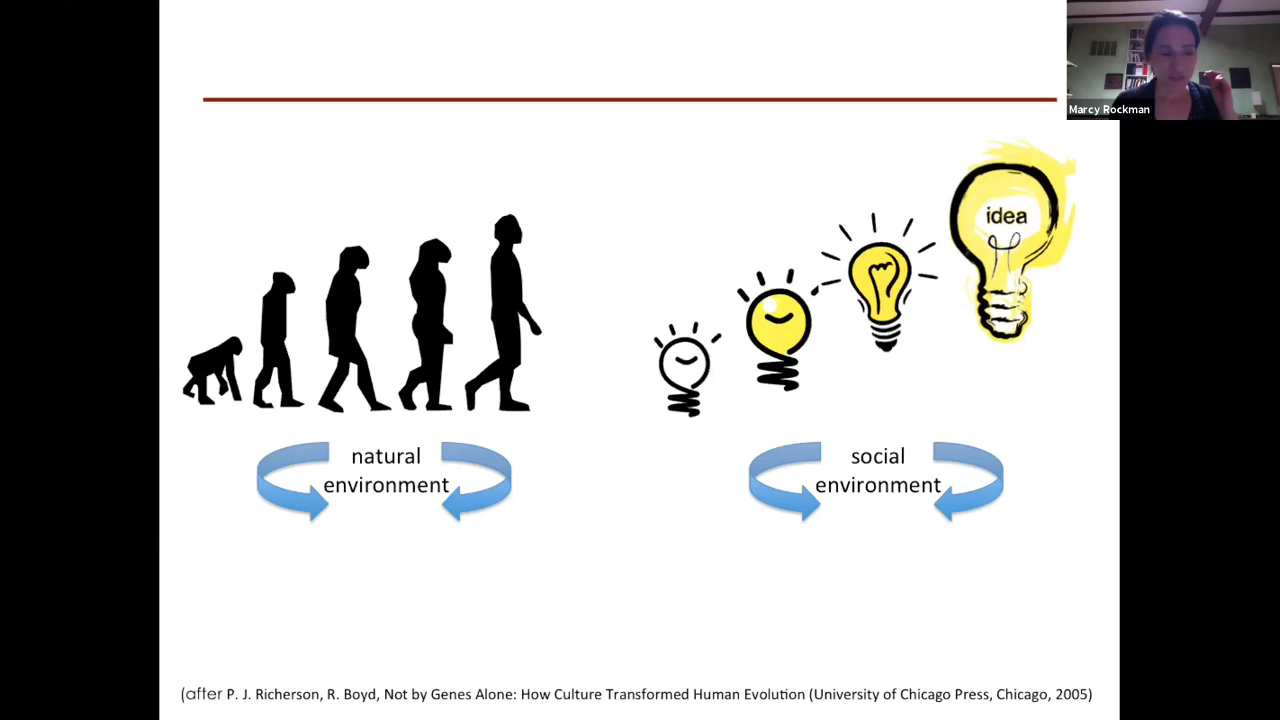 Marcy Rockman
idea
natural
environment
social
environment
(after P. J. Richerson, R. Boyd, Not by Genes Alone: How Culture Transformed Human Evolution (University of Chicago Press, Chicago, 2005)